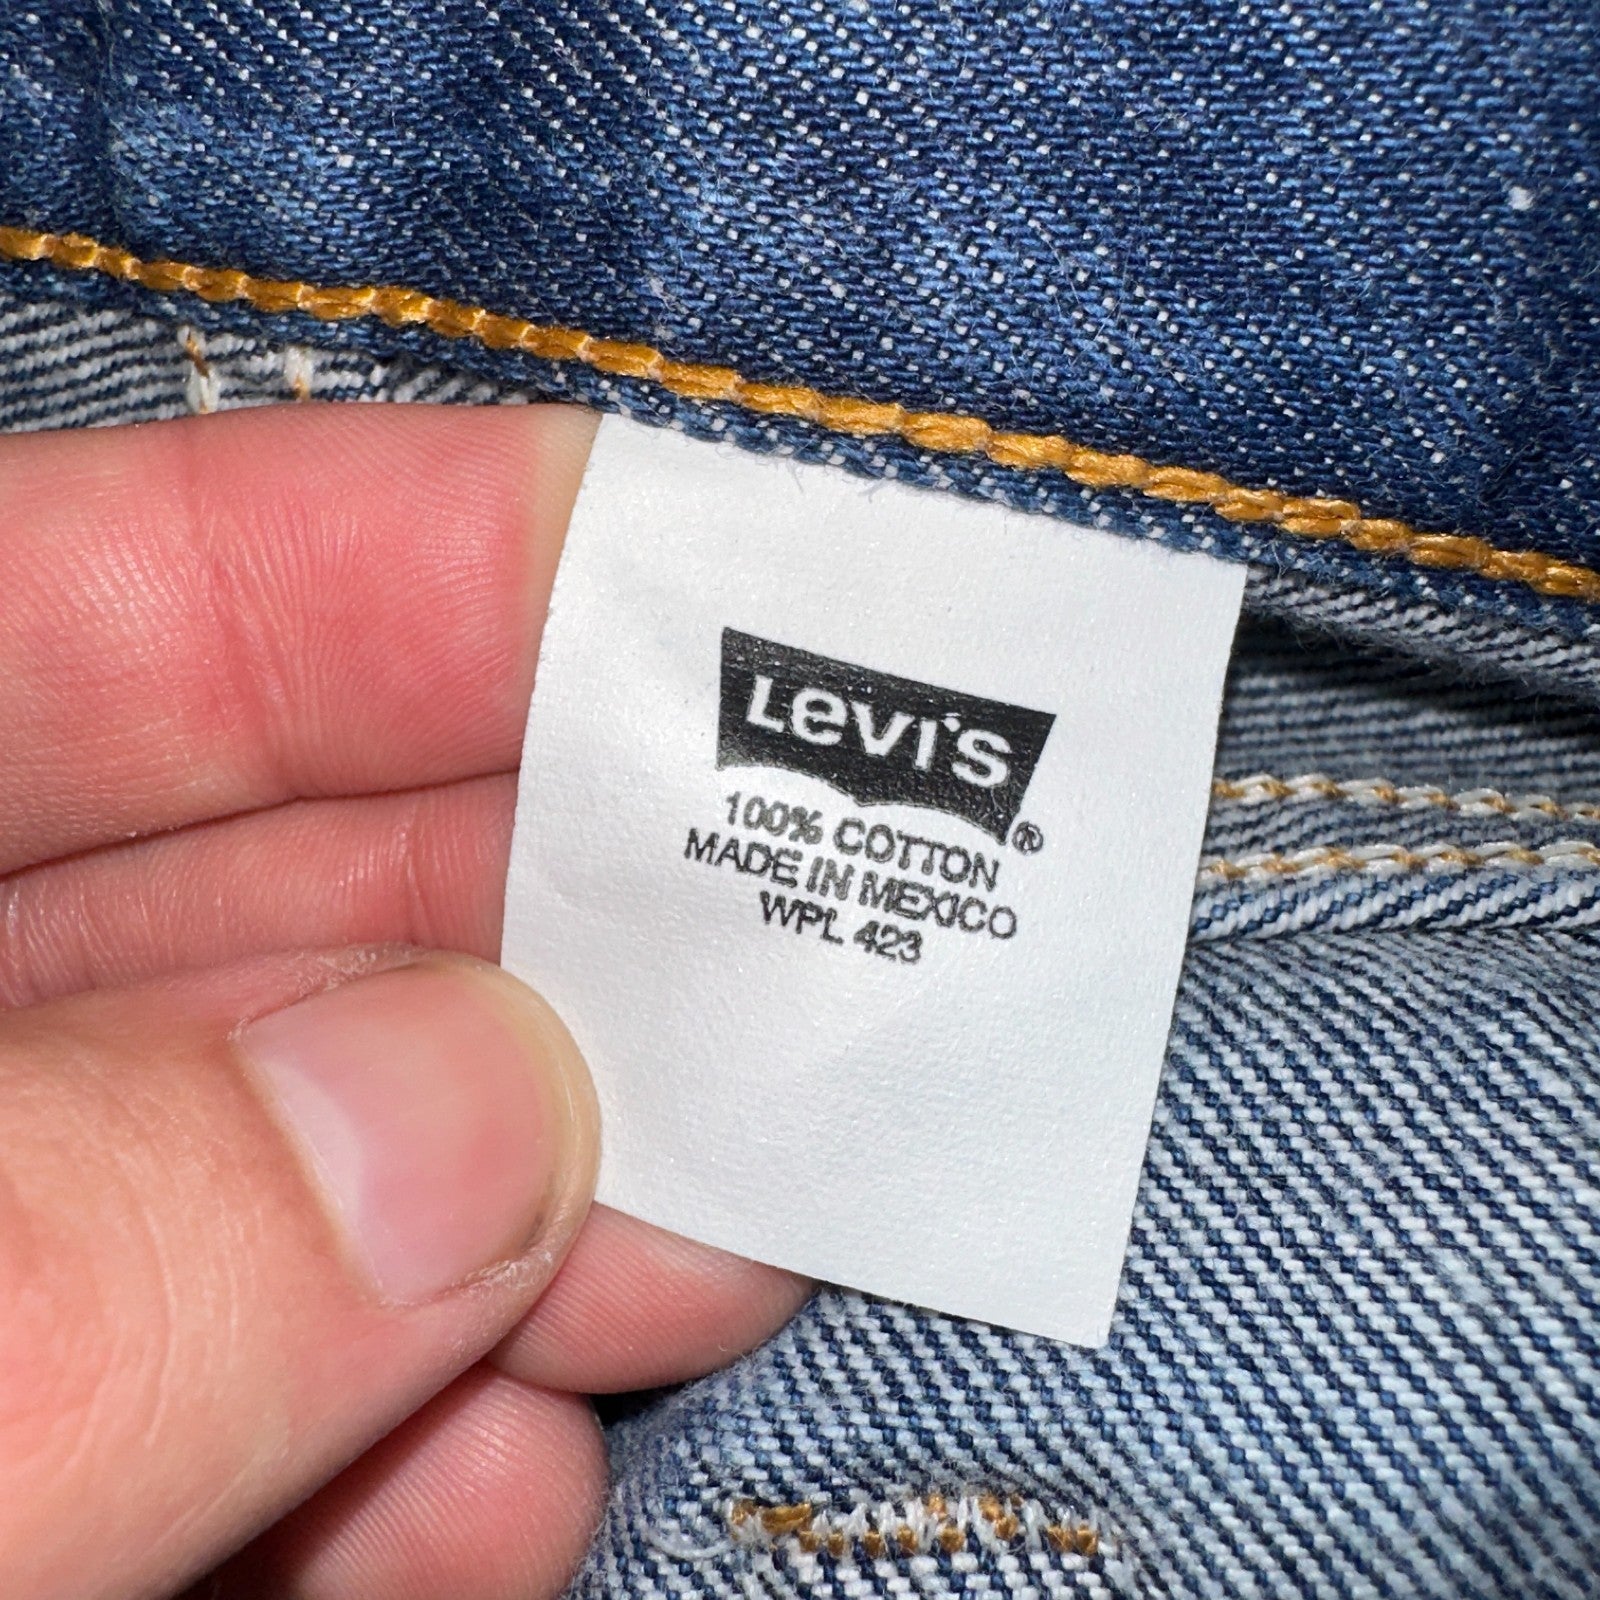 Levi's ®
100% COTTON
MADE IN MEXICO
WPL 423